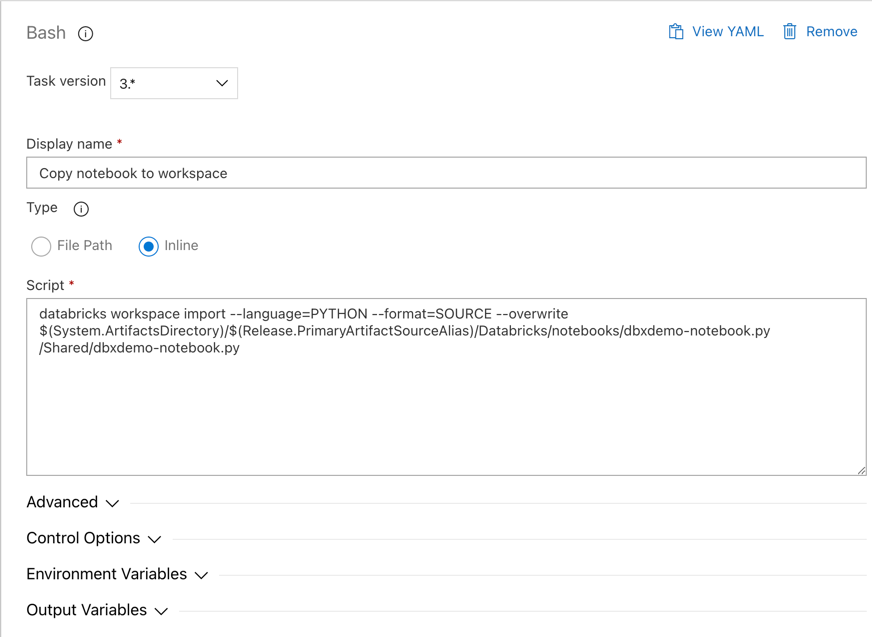 Bash
View YAML
Remove
Task version
3.*
Display name *
Copy notebook to workspace
Type
File Path
Inline
Script *
databricks workspace import --language=PYTHON --format=SOURCE --overwrite
$(System.ArtifactsDirectory)/$(Release.PrimaryArtifactSourceAlias)/Databricks/notebooks/dbxdemo-notebook.py
/Shared/dbxdemo-notebook.py
Advanced
Control Options
Environment Variables
Output Variables